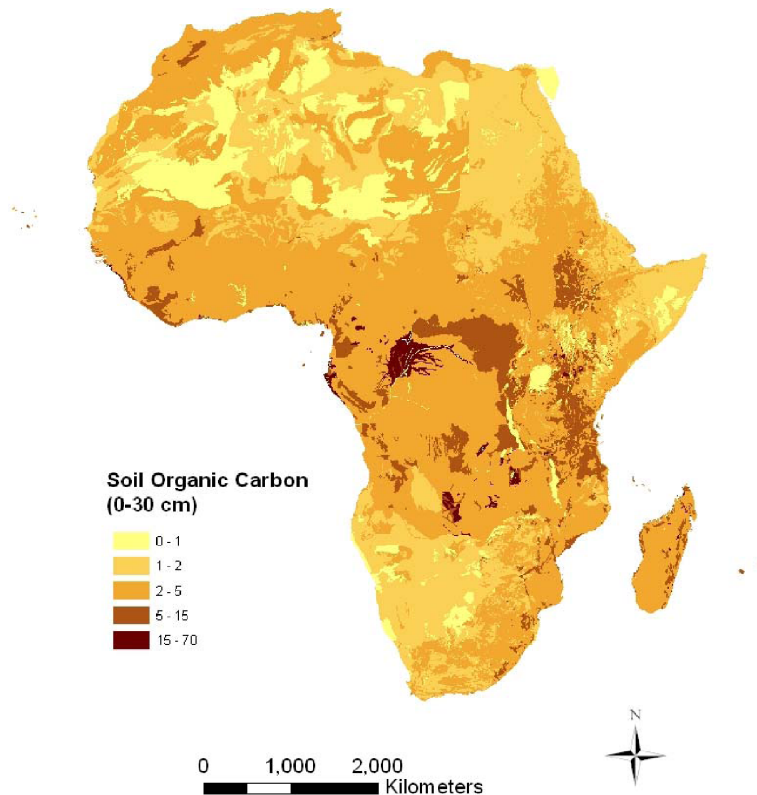 Soil Organic Carbon
(0-30 cm)
0 - 1
1 - 2
2 - 5
5 - 15
15 - 70
N
0 1,000 2,000
Kilometers